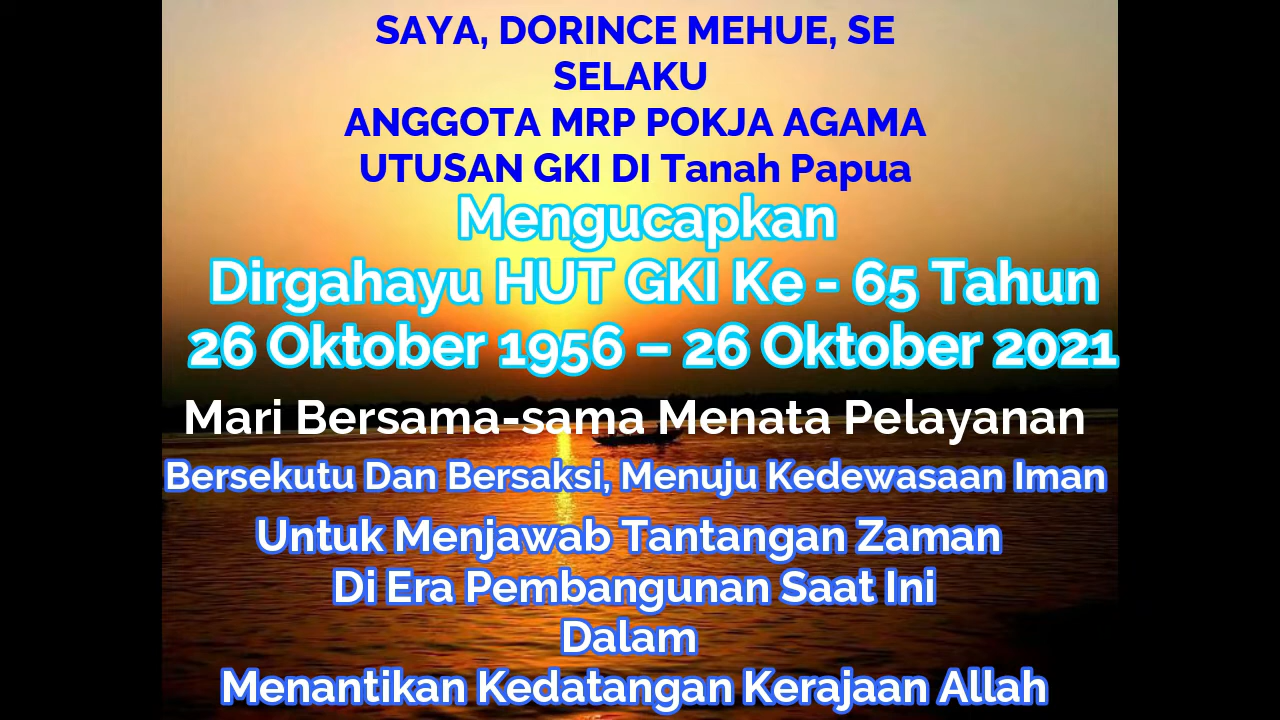 SAYA, DORINCE MEHUE, SE
SELAKU
ANGGOTA MRP POKJA AGAMA
UTUSAN GKI DI Tanah Papua
Mengucapkan
Dirgahayu HUT GKI Ke - 65 Tahun
26 Oktober 1956 – 26 Oktober 2021
Mari Bersama-sama Menata Pelayanan
Bersekutu Dan Bersaksi, Menuju Kedewasaan Iman
Untuk Menjawab Tantangan Zaman
Di Era Pembangunan Saat Ini
Dalam
Menantikan Kedatangan Kerajaan Allah